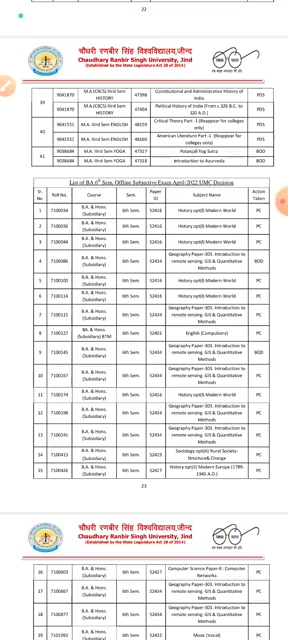 22
चौधरी रणबीर सिंह विश्वविद्यालय,जीन्द
Chaudhary Ranbir Singh University, Jind
(Established by the State Legislature Act 28 of 2014)
39 9041870 M.A.(CBCS) IIIrd Sem HISTORY 47398 Constitutional and Administrative History of India PDS
9041870 M.A.(CBCS) IIIrd Sem HISTORY 47404 Political History of India (From c.326 B.C. to 320 A.D.) PDS
40 9641551 M.A. IIIrd Sem ENGLISH 48159 Critical Theory Part -I (Reappear for colleges only) PDS
9641551 M.A. IIIrd Sem ENGLISH 48160 American Literature Part -I (Reappear for colleges only) PDS
41 9038684 M.A. IIIrd Sem YOGA 47317 Patanjali Yog Sutra BOD
9038684 M.A. IIIrd Sem YOGA 47318 Introduction to Ayurveda BOD
List of BA 6th Sem. Offline Subjective Exam April-2022 UMC Decision
Sr. No. Roll No. Course Sem. Paper ID Subject Name Action Taken
1 7100034 B.A. & Hons. (Subsidiary) 6th Sem. 52416 History opt(i) Modern World PC
2 7100036 B.A. & Hons. (Subsidiary) 6th Sem. 52416 History opt(i) Modern World PC
3 7100044 B.A. & Hons. (Subsidiary) 6th Sem. 52416 History opt(i) Modern World PC
4 7100086 B.A. & Hons. (Subsidiary) 6th Sem. 52434 Geography Paper-303. Introduction to remote sensing. GIS & Quantitative Methods BOD
5 7100100 B.A. & Hons. (Subsidiary) 6th Sem. 52416 History opt(i) Modern World PC
6 7100114 B.A. & Hons. (Subsidiary) 6th Sem. 52416 History opt(i) Modern World PC
7 7100115 B.A. & Hons. (Subsidiary) 6th Sem. 52434 Geography Paper-303. Introduction to remote sensing. GIS & Quantitative Methods PC
8 7100127 BA. & Hons. (Subsidiary) BTM 6th Sem. 52401 English (Compulsory) PC
9 7100145 B.A. & Hons. (Subsidiary) 6th Sem. 52434 Geography Paper-303. Introduction to remote sensing. GIS & Quantitative Methods BOD
10 7100167 B.A. & Hons. (Subsidiary) 6th Sem. 52434 Geography Paper-303. Introduction to remote sensing. GIS & Quantitative Methods PC
11 7100174 B.A. & Hons. (Subsidiary) 6th Sem. 52416 History opt(i) Modern World PC
12 7100198 B.A. & Hons. (Subsidiary) 6th Sem. 52434 Geography Paper-303. Introduction to remote sensing. GIS & Quantitative Methods PC
13 7100241 B.A. & Hons. (Subsidiary) 6th Sem. 52434 Geography Paper-303. Introduction to remote sensing. GIS & Quantitative Methods PC
14 7100413 B.A. & Hons. (Subsidiary) 6th Sem. 52419 Sociology opt(iii) Rural Society- Structure& Change PC
15 7100426 B.A. & Hons. (Subsidiary) 6th Sem. 52417 History opt(ii) Modern Europe (1789- 1945 A.D.) PC
23
चौधरी रणबीर सिंह विश्वविद्यालय,जीन्द
Chaudhary Ranbir Singh University, Jind
(Established by the State Legislature Act 28 of 2014)
16 7100603 B.A. & Hons. (Subsidiary) 6th Sem. 52427 Computer Science Paper-II : Computer Networks PC
17 7100667 B.A. & Hons. (Subsidiary) 6th Sem. 52434 Geography Paper-303. Introduction to remote sensing. GIS & Quantitative Methods PC
18 7100877 B.A. & Hons. (Subsidiary) 6th Sem. 52434 Geography Paper-303. Introduction to remote sensing. GIS & Quantitative Methods PC
19 7101092 B.A. & Hons. 6th Sem. 52432 Music (Vocal) PC